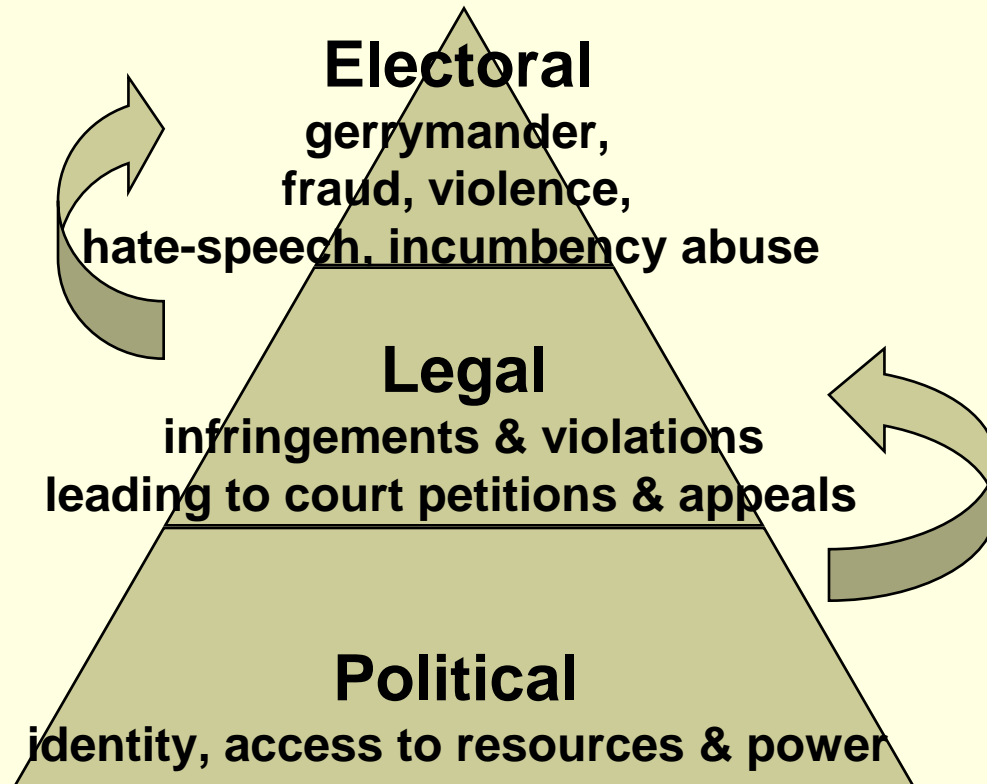 Electoral
gerrymander,
fraud, violence,
hate-speech, incumbency abuse
Legal
infringements & violations
leading to court petitions & appeals
Political
identity, access to resources & power